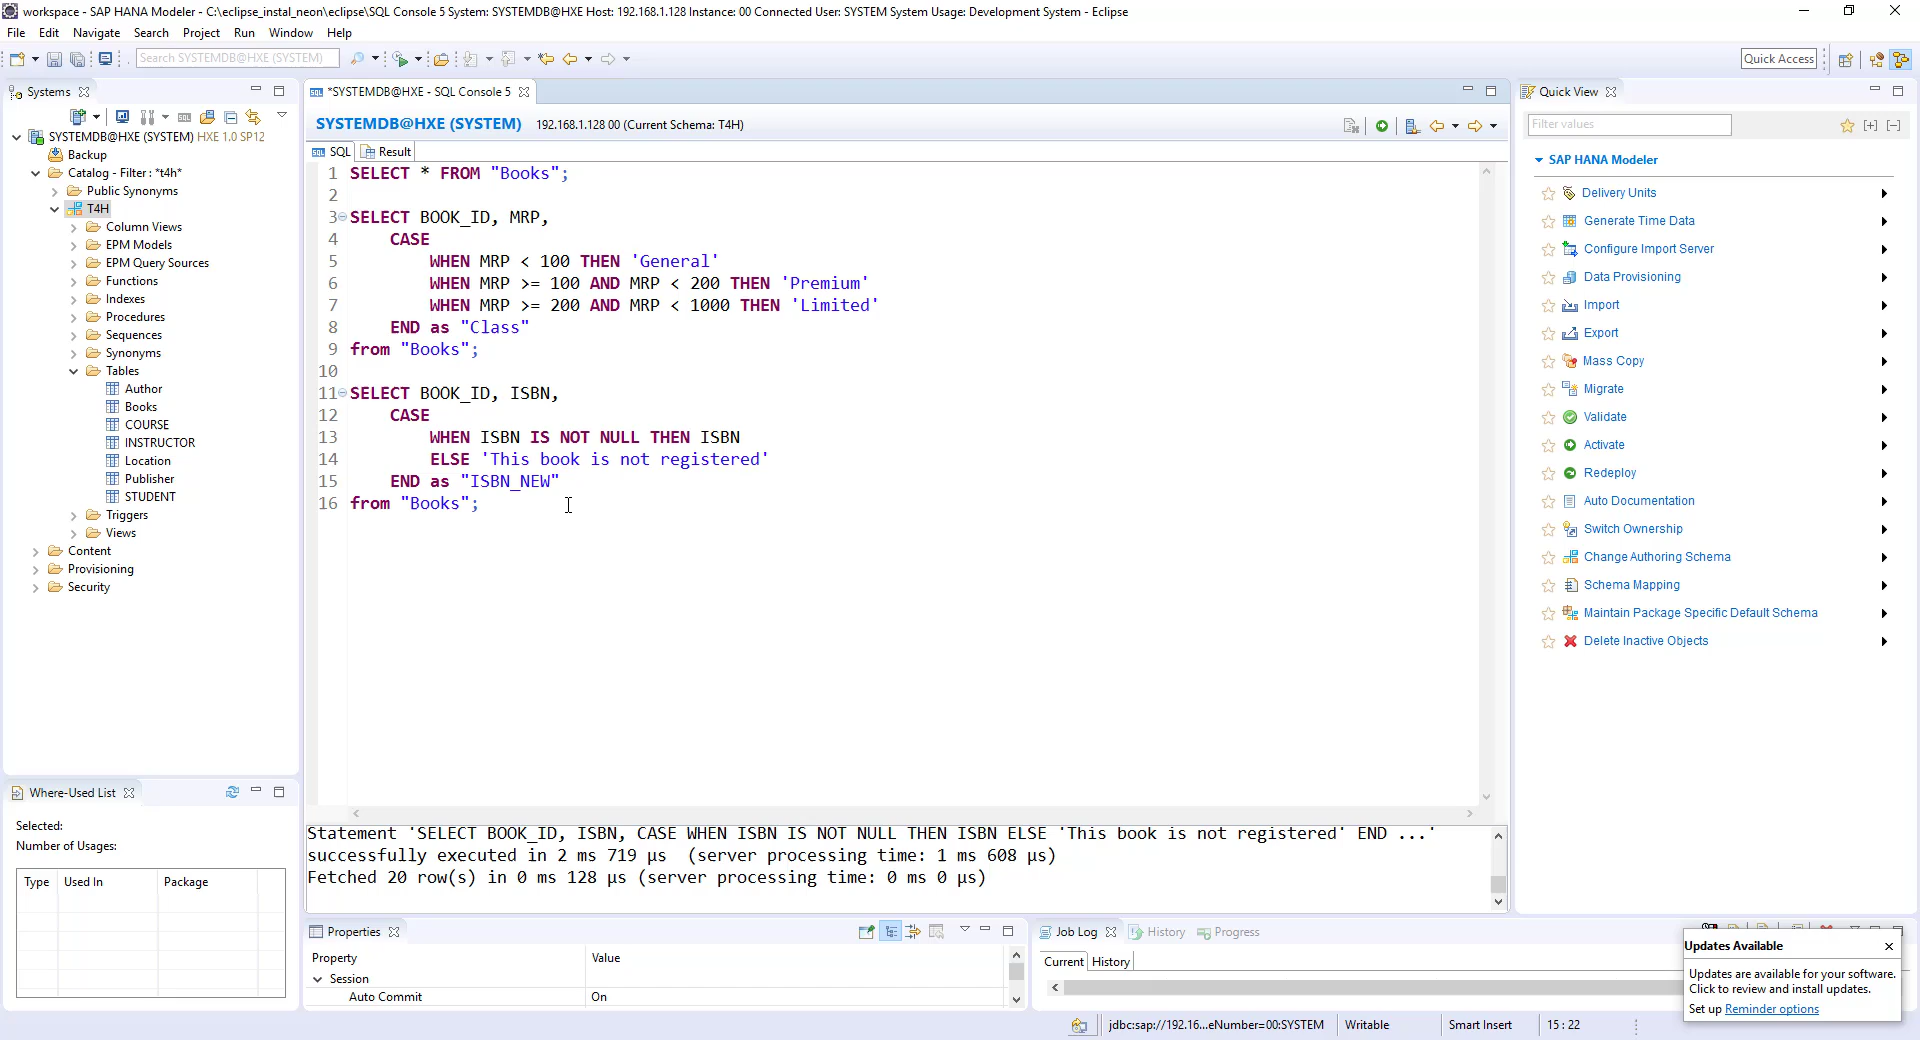 workspace - SAP HANA Modeler - C:\eclipse_instal_neon\eclipse\SQL Console 5 System: SYSTEMDB@HXE Host: 192.168.1.128 Instance: 00 Connected User: SYSTEM System Usage: Development System - Eclipse
File Edit Navigate Search Project Run Window Help
Search SYSTEMDB@HXE (SYSTEM)
Quick Access
Systems
SYSTEMDB@HXE (SYSTEM) HXE 1.0 SP12
Backup
Catalog - Filter : *t4h*
Public Synonyms
T4H
Column Views
EPM Models
EPM Query Sources
Functions
Indexes
Procedures
Sequences
Synonyms
Tables
Author
Books
COURSE
INSTRUCTOR
Location
Publisher
STUDENT
Triggers
Views
Content
Provisioning
Security
Where-Used List
Selected:
Number of Usages:
Type Used In Package
*SYSTEMDB@HXE - SQL Console 5
SYSTEMDB@HXE (SYSTEM) 192.168.1.128 00 (Current Schema: T4H)
SQL Result
1 SELECT * FROM "Books";
2
3 SELECT BOOK_ID, MRP,
4 CASE
5 WHEN MRP < 100 THEN 'General'
6 WHEN MRP >= 100 AND MRP < 200 THEN 'Premium'
7 WHEN MRP >= 200 AND MRP < 1000 THEN 'Limited'
8 END as "Class"
9 from "Books";
10
11 SELECT BOOK_ID, ISBN,
12 CASE
13 WHEN ISBN IS NOT NULL THEN ISBN
14 ELSE 'This book is not registered'
15 END as "ISBN_NEW"
16 from "Books";
Statement 'SELECT BOOK_ID, ISBN, CASE WHEN ISBN IS NOT NULL THEN ISBN ELSE 'This book is not registered' END ...'
successfully executed in 2 ms 719 µs (server processing time: 1 ms 608 µs)
Fetched 20 row(s) in 0 ms 128 µs (server processing time: 0 ms 0 µs)
Properties
Property Value
Session
Auto Commit On
Job Log History Progress
Current History
Quick View
Filter values
SAP HANA Modeler
Delivery Units
Generate Time Data
Configure Import Server
Data Provisioning
Import
Export
Mass Copy
Migrate
Validate
Activate
Redeploy
Auto Documentation
Switch Ownership
Change Authoring Schema
Schema Mapping
Maintain Package Specific Default Schema
Delete Inactive Objects
Updates Available
Updates are available for your software.
Click to review and install updates.
Set up Reminder options
jdbc:sap://192.16...eNumber=00:SYSTEM Writable Smart Insert 15 : 22